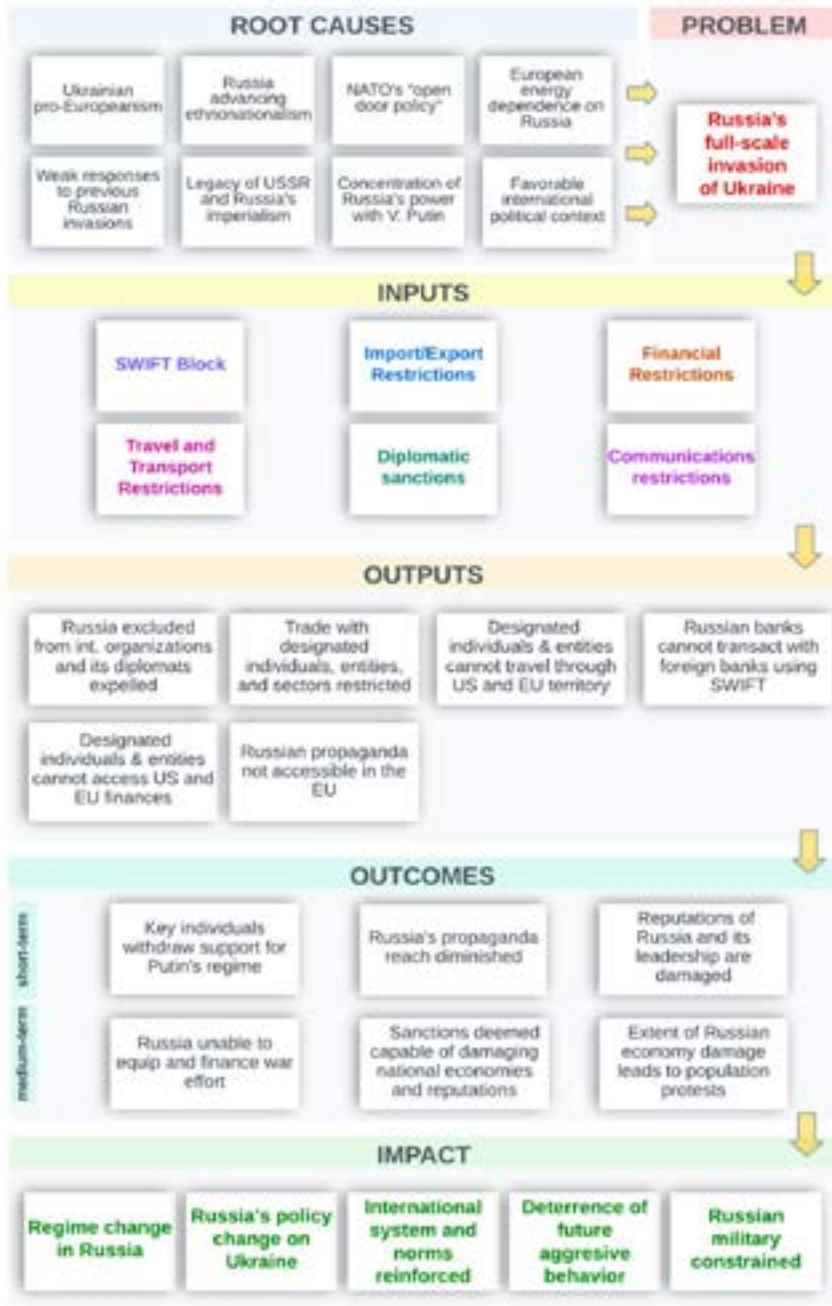 ROOT CAUSES
PROBLEM
Ukrainian
pro-Europeanism
Russia
advancing
ethnonationalism
NATO's "open
door policy"
European
energy
dependence on
Russia
Weak responses
to previous
Russian
invasions
Legacy of USSR
and Russia's
imperialism
Concentration of
Russia's power
with V. Putin
Favorable
international
political context
Russia's
full-scale
invasion
of Ukraine
INPUTS
SWIFT Block
Import/Export
Restrictions
Financial
Restrictions
Travel and
Transport
Restrictions
Diplomatic
sanctions
Communications
restrictions
OUTPUTS
Russia excluded
from int. organizations
and its diplomats
expelled
Trade with
designated
individuals, entities,
and sectors restricted
Designated
individuals & entities
cannot travel through
US and EU territory
Russian banks
cannot transact with
foreign banks using
SWIFT
Designated
individuals & entities
cannot access US and
EU finances
Russian propaganda
not accessible in the
EU
OUTCOMES
short-term
Key individuals
withdraw support for
Putin's regime
Russia's propaganda
reach diminished
Reputations of
Russia and its
leadership are
damaged
medium-term
Russia unable to
equip and finance war
effort
Sanctions deemed
capable of damaging
national economies
and reputations
Extent of Russian
economy damage
leads to population
protests
IMPACT
Regime change
in Russia
Russia's policy
change on
Ukraine
International
system and
norms
reinforced
Deterrence of
future
aggresive
behavior
Russian
military
constrained